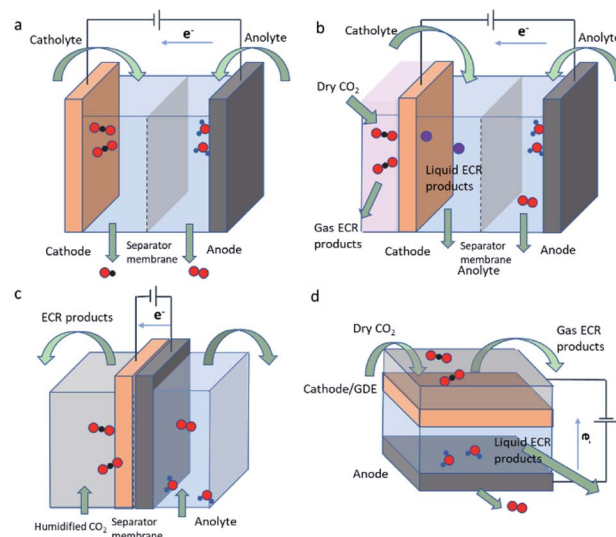 a
Catholyte
e⁻
Anolyte
Cathode
Separator
membrane
Anode
b
Catholyte
e⁻
Anolyte
Dry CO₂
Liquid ECR
products
Gas ECR
products
Cathode
Separator
membrane
Anode
Anolyte
c
ECR products
e⁻
Humidified CO₂
Separator
membrane
Anolyte
d
Dry CO₂
Gas ECR
products
Cathode/GDE
e⁻
Liquid ECR
products
Anode